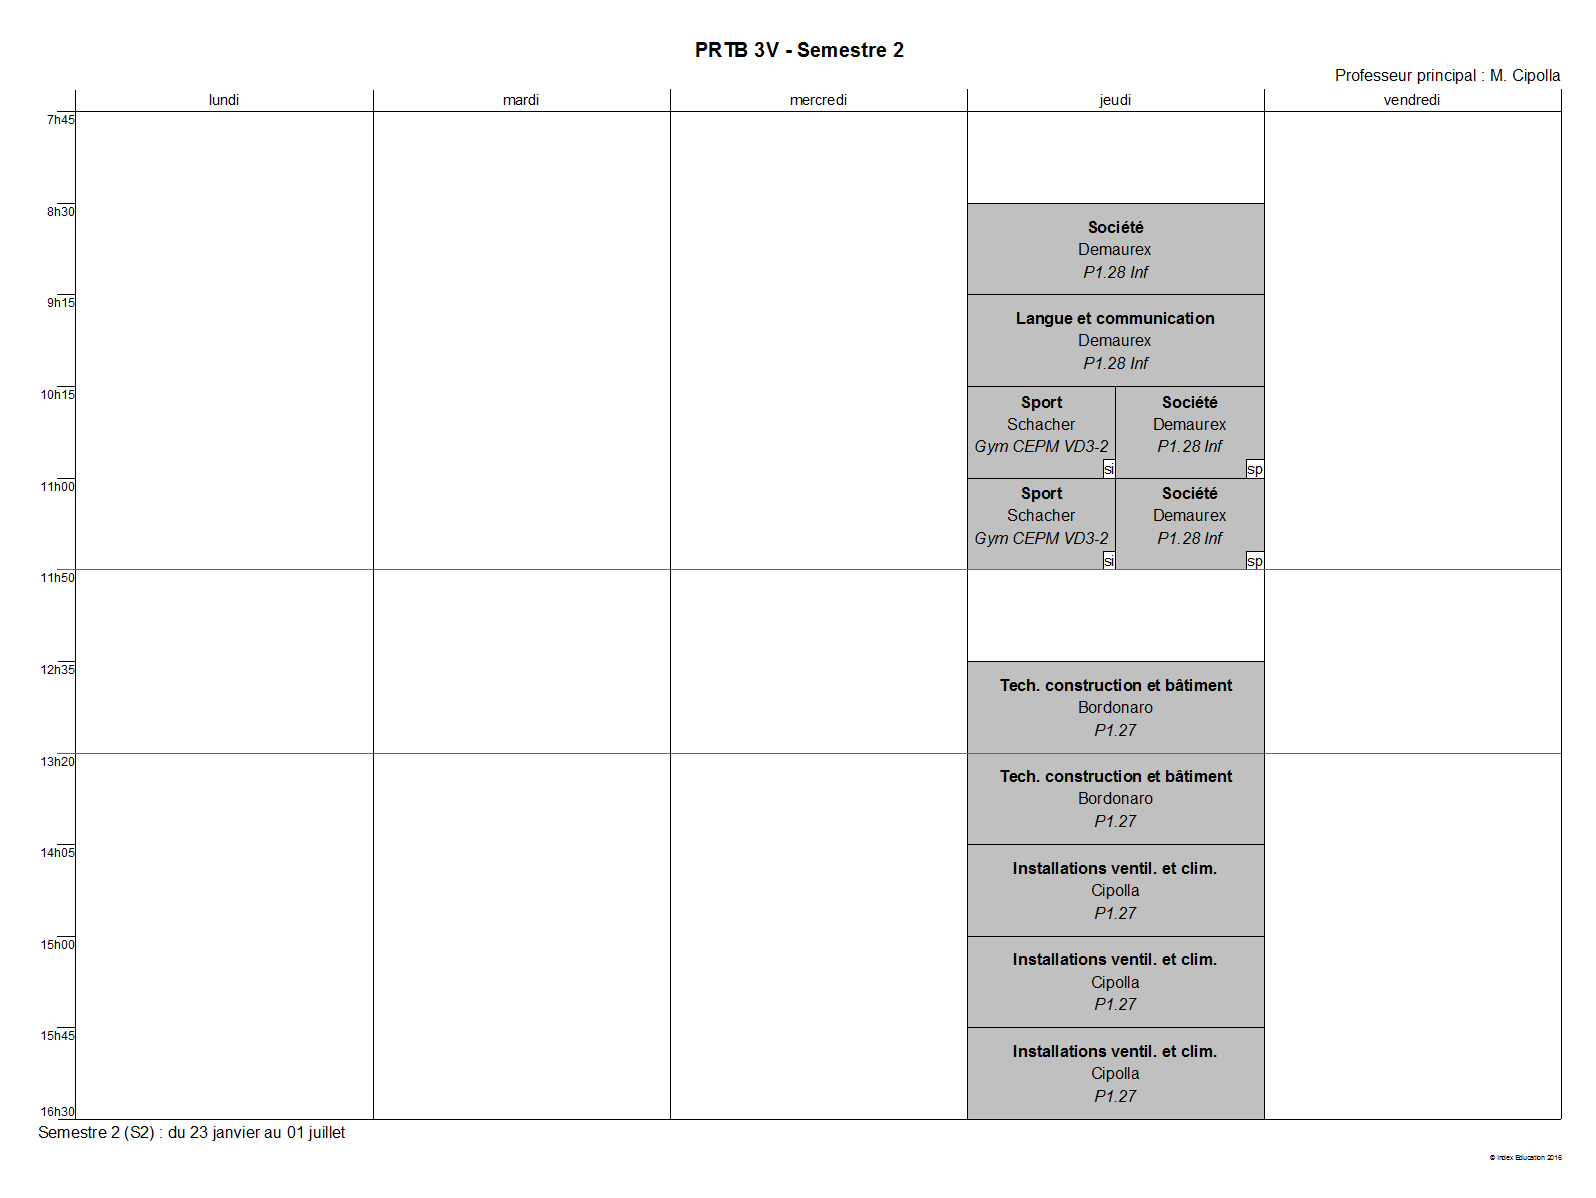 PRTB 3V - Semestre 2
Professeur principal : M. Cipolla
lundi
mardi
mercredi
jeudi
vendredi
7h45
8h30
Société
Demaurex
P1.28 Inf
9h15
Langue et communication
Demaurex
P1.28 Inf
10h15
Sport
Schacher
Gym CEPM VD3-2
si
Société
Demaurex
P1.28 Inf
sp
11h00
Sport
Schacher
Gym CEPM VD3-2
si
Société
Demaurex
P1.28 Inf
sp
11h50
12h35
Tech. construction et bâtiment
Bordonaro
P1.27
13h20
Tech. construction et bâtiment
Bordonaro
P1.27
14h05
Installations ventil. et clim.
Cipolla
P1.27
15h00
Installations ventil. et clim.
Cipolla
P1.27
15h45
Installations ventil. et clim.
Cipolla
P1.27
16h30
Semestre 2 (S2) : du 23 janvier au 01 juillet
© Index Education 2016